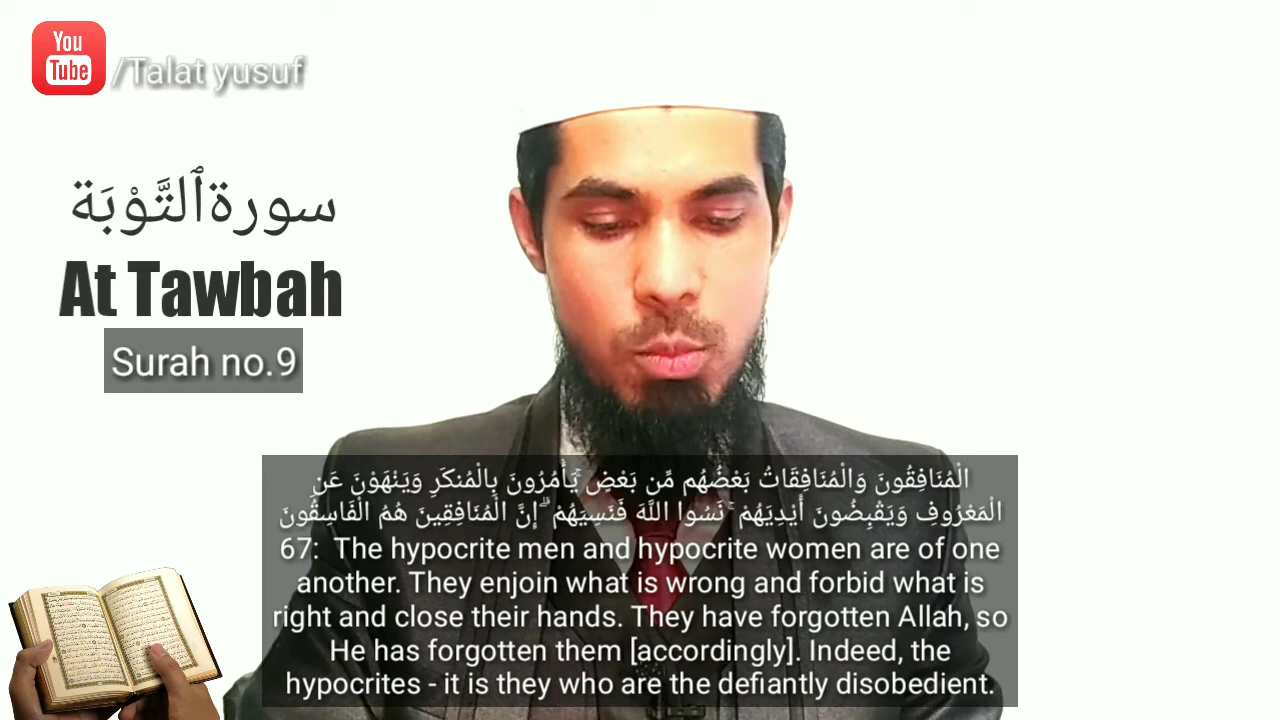 You
Tube
/Talat yusuf
سورة ٱلتَّوْبَة
At Tawbah
Surah no.9
الْمُنَافِقُونَ وَالْمُنَافِقَاتُ بَعْضُهُم مِّن بَعْضٍ ۚ يَأْمُرُونَ بِالْمُنكَرِ وَيَنْهَوْنَ عَنِ
الْمَعْرُوفِ وَيَقْبِضُونَ أَيْدِيَهُمْ ۚ نَسُوا اللَّهَ فَنَسِيَهُمْ ۗ إِنَّ الْمُنَافِقِينَ هُمُ الْفَاسِقُونَ
67: The hypocrite men and hypocrite women are of one
another. They enjoin what is wrong and forbid what is
right and close their hands. They have forgotten Allah, so
He has forgotten them [accordingly]. Indeed, the
hypocrites - it is they who are the defiantly disobedient.